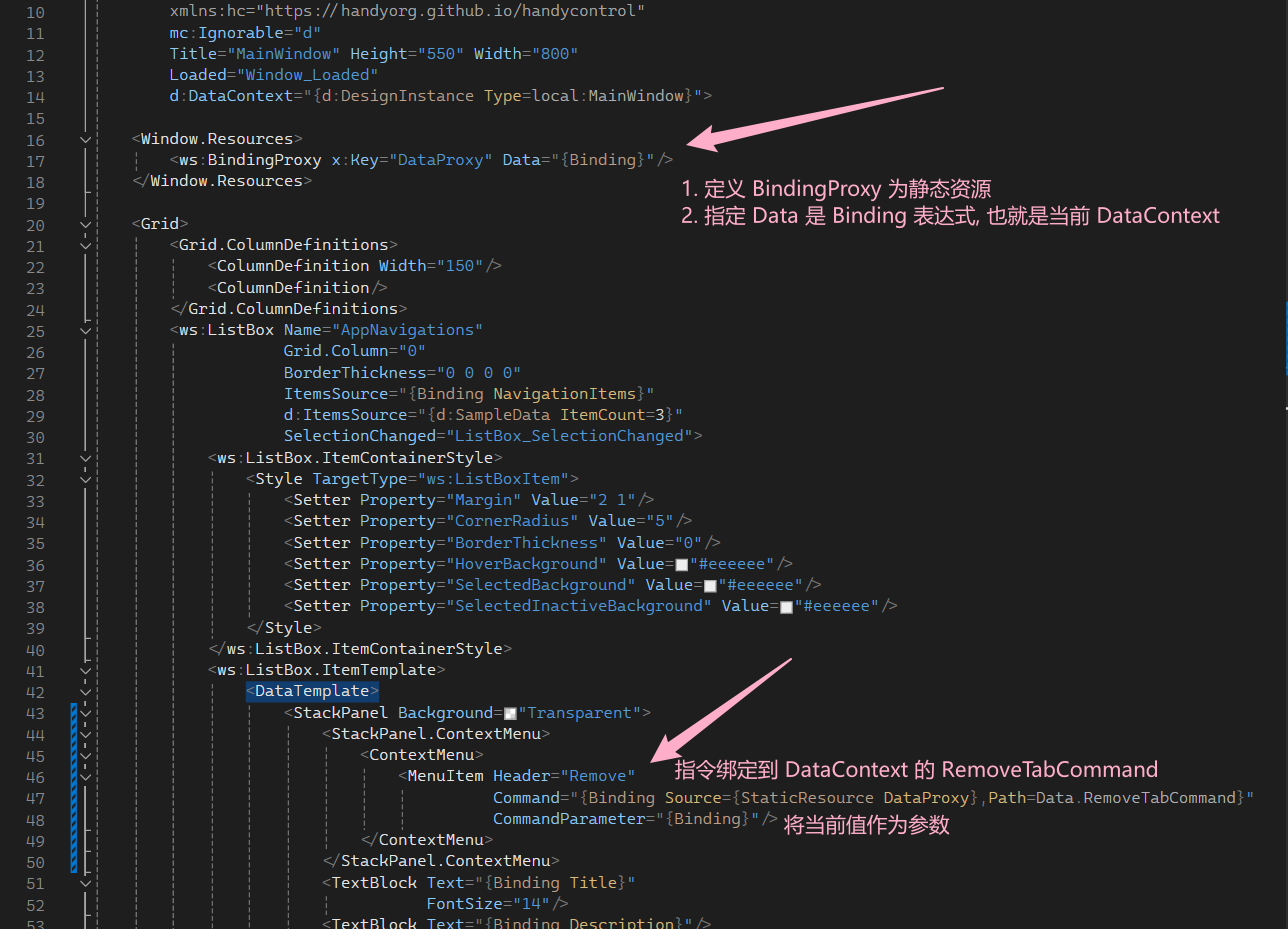 10 xmlns:hc="https://handyorg.github.io/handycontrol"
11 mc:Ignorable="d"
12 Title="MainWindow" Height="550" Width="800"
13 Loaded="Window_Loaded"
14 d:DataContext="{d:DesignInstance Type=local:MainWindow}">
15
16 <Window.Resources>
17 <ws:BindingProxy x:Key="DataProxy" Data="{Binding}"/>
18 </Window.Resources>
1. 定义 BindingProxy 为静态资源
19
2. 指定 Data 是 Binding 表达式, 也就是当前 DataContext
20 <Grid>
21 <Grid.ColumnDefinitions>
22 <ColumnDefinition Width="150"/>
23 <ColumnDefinition/>
24 </Grid.ColumnDefinitions>
25 <ws:ListBox Name="AppNavigations"
26 Grid.Column="0"
27 BorderThickness="0 0 0 0"
28 ItemsSource="{Binding NavigationItems}"
29 d:ItemsSource="{d:SampleData ItemCount=3}"
30 SelectionChanged="ListBox_SelectionChanged">
31 <ws:ListBox.ItemContainerStyle>
32 <Style TargetType="ws:ListBoxItem">
33 <Setter Property="Margin" Value="2 1"/>
34 <Setter Property="CornerRadius" Value="5"/>
35 <Setter Property="BorderThickness" Value="0"/>
36 <Setter Property="HoverBackground" Value="#eeeeee"/>
37 <Setter Property="SelectedBackground" Value="#eeeeee"/>
38 <Setter Property="SelectedInactiveBackground" Value="#eeeeee"/>
39 </Style>
40 </ws:ListBox.ItemContainerStyle>
41 <ws:ListBox.ItemTemplate>
42 <DataTemplate>
43 <StackPanel Background="Transparent">
44 <StackPanel.ContextMenu>
45 <ContextMenu>
46 <MenuItem Header="Remove"
指令绑定到 DataContext 的 RemoveTabCommand
47 Command="{Binding Source={StaticResource DataProxy},Path=Data.RemoveTabCommand}"
48 CommandParameter="{Binding}"/> 将当前值作为参数
49 </ContextMenu>
50 </StackPanel.ContextMenu>
51 <TextBlock Text="{Binding Title}"
52 FontSize="14"/>
53 <TextBlock Text="{Binding Description}"/>